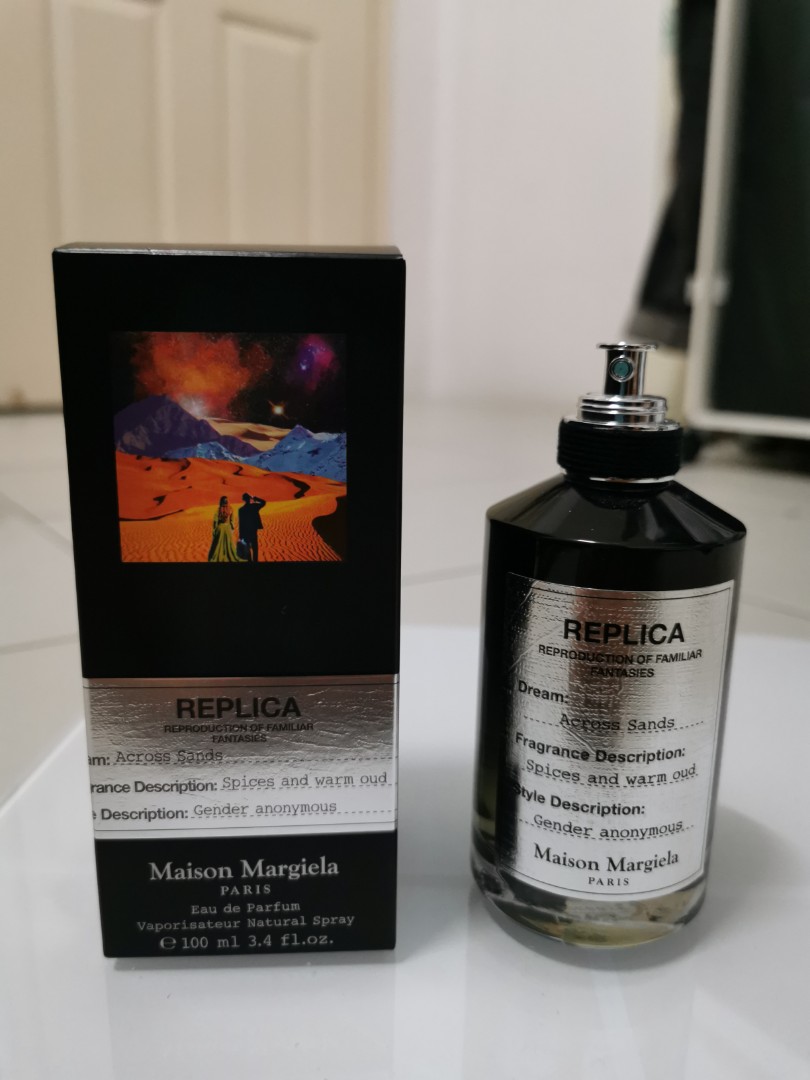 REPLICA
REPRODUCTION OF FAMILIAR
FANTASIES
am: Across Sands
rance Description: Spices and warm oud
e Description: Gender anonymous
Maison Margiela
PARIS
Eau de Parfum
Vaporisateur Natural Spray
℮ 100 ml 3.4 fl.oz.
REPLICA
REPRODUCTION OF FAMILIAR
FANTASIES
Dream:
Across Sands
Fragrance Description:
Spices and warm oud
Style Description:
Gender anonymous
Maison Margiela
PARIS